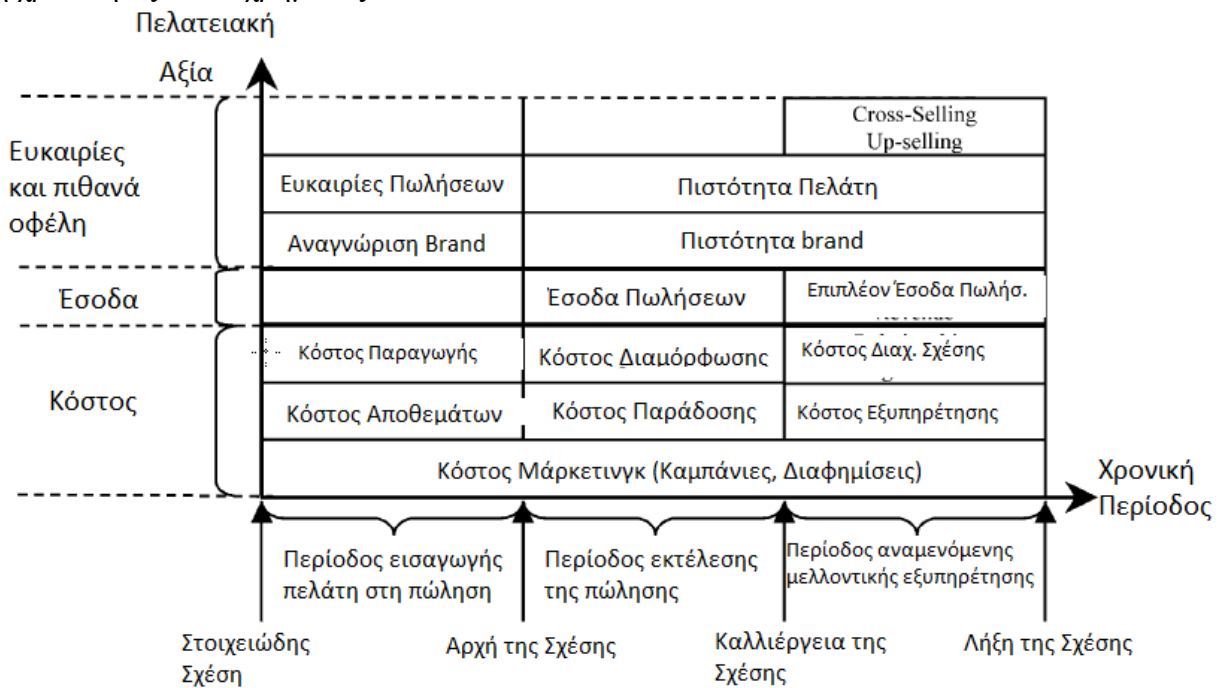 Πελατειακή
Αξία
Cross-Selling
Up-selling
Ευκαιρίες
και πιθανά
οφέλη
Ευκαιρίες Πωλήσεων
Πιστότητα Πελάτη
Αναγνώριση Brand
Πιστότητα brand
Έσοδα
Έσοδα Πωλήσεων
Επιπλέον Έσοδα Πωλήσ.
Κόστος
Κόστος Παραγωγής
Κόστος Διαμόρφωσης
Κόστος Διαχ. Σχέσης
Κόστος Αποθεμάτων
Κόστος Παράδοσης
Κόστος Εξυπηρέτησης
Κόστος Μάρκετινγκ (Καμπάνιες, Διαφημίσεις)
Χρονική
Περίοδος
Περίοδος εισαγωγής
πελάτη στη πώληση
Περίοδος εκτέλεσης
της πώλησης
Περίοδος αναμενόμενης
μελλοντικής εξυπηρέτησης
Στοιχειώδης
Σχέση
Αρχή της Σχέσης
Καλλιέργεια της
Σχέσης
Λήξη της Σχέσης